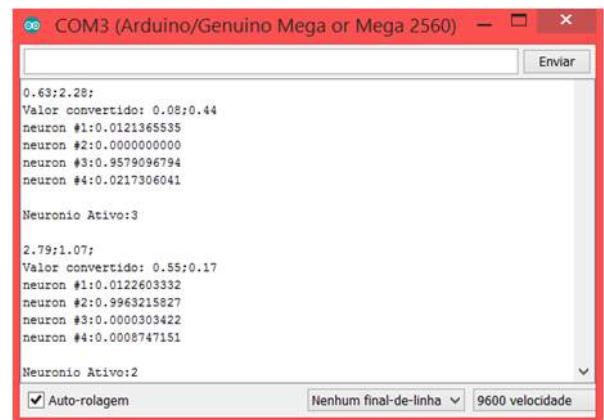 COM3 (Arduino/Genuino Mega or Mega 2560)
Enviar
0.63;2.28;
Valor convertido: 0.08;0.44
neuron #1:0.0121365535
neuron #2:0.0000000000
neuron #3:0.9579096794
neuron #4:0.0217306041
Neuronio Ativo:3
2.79;1.07;
Valor convertido: 0.55;0.17
neuron #1:0.0122603332
neuron #2:0.9963215827
neuron #3:0.0000303422
neuron #4:0.0008747151
Neuronio Ativo:2
Auto-rolagem Nenhum final-de-linha 9600 velocidade